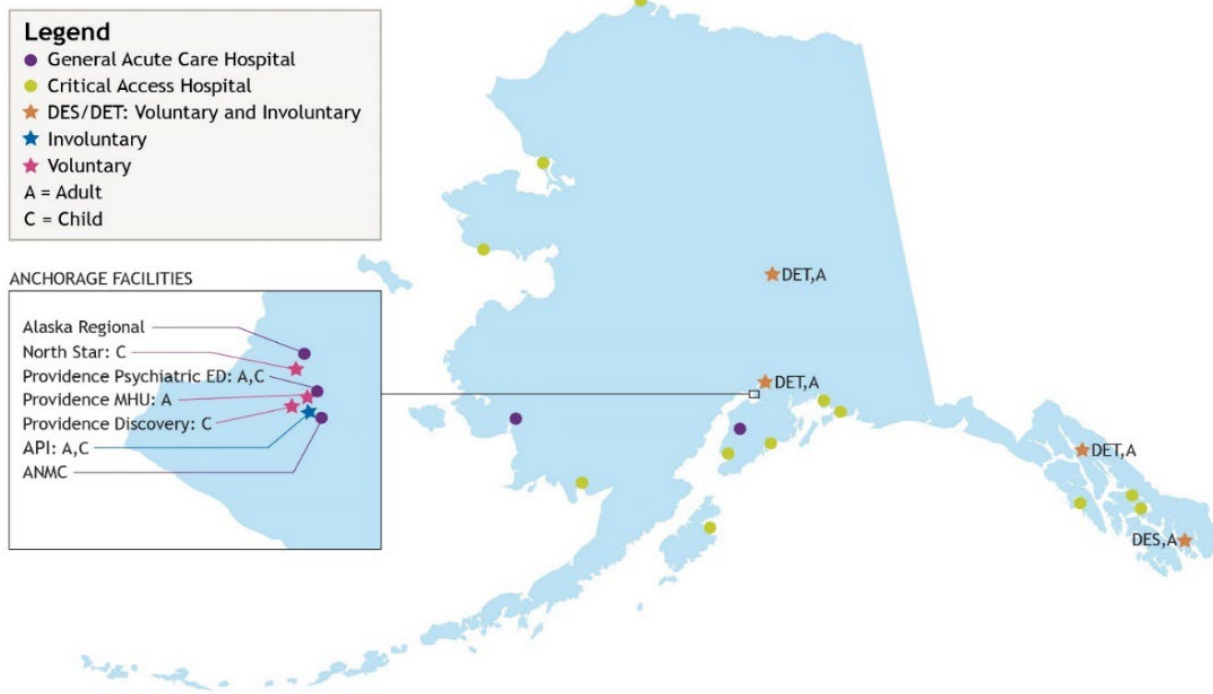 Legend
General Acute Care Hospital
Critical Access Hospital
DES/DET: Voluntary and Involuntary
Involuntary
Voluntary
A = Adult
C = Child
ANCHORAGE FACILITIES
Alaska Regional
North Star: C
Providence Psychiatric ED: A,C
Providence MHU: A
Providence Discovery: C
API: A,C
ANMC
DET,A
DET,A
DET,A
DES,A